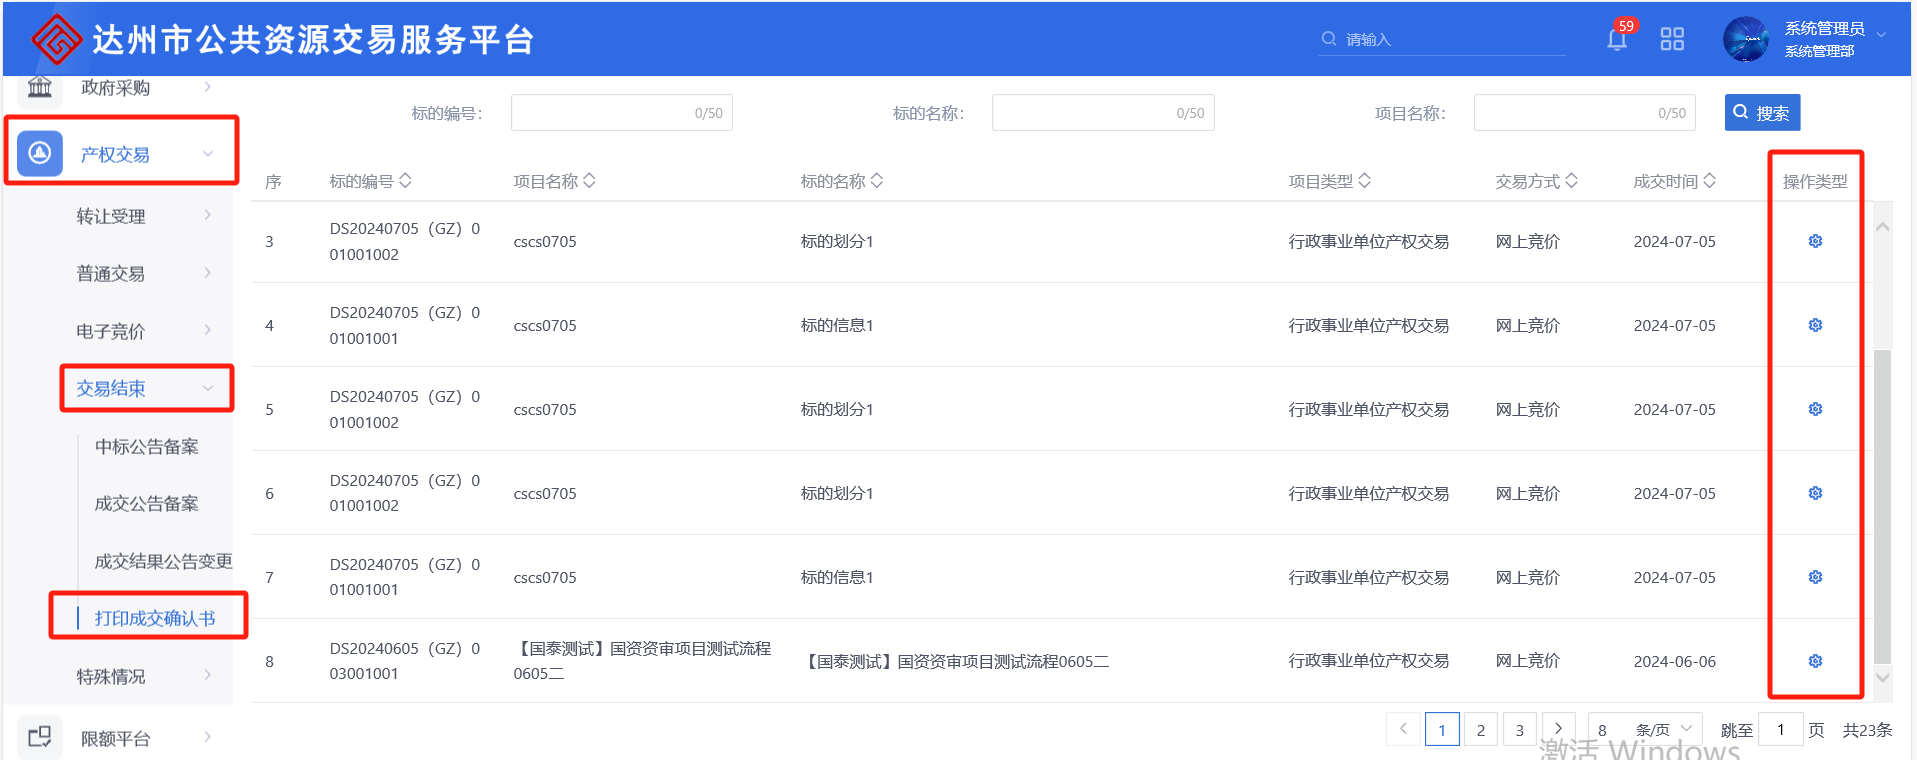 达州市公共资源交易服务平台
请输入
59
系统管理员
系统管理部
政府采购
产权交易
转让受理
普通交易
电子竞价
交易结束
中标公告备案
成交公告备案
成交结果公告变更
打印成交确认书
特殊情况
限额平台
标的编号： 0/50 标的名称： 0/50 项目名称： 0/50 搜索
序 标的编号 项目名称 标的名称 项目类型 交易方式 成交时间 操作类型
3 DS20240705（GZ）0 cscs0705 标的划分1 行政事业单位产权交易 网上竞价 2024-07-05
01001002
4 DS20240705（GZ）0 cscs0705 标的信息1 行政事业单位产权交易 网上竞价 2024-07-05
01001001
5 DS20240705（GZ）0 cscs0705 标的划分1 行政事业单位产权交易 网上竞价 2024-07-05
01001002
6 DS20240705（GZ）0 cscs0705 标的划分1 行政事业单位产权交易 网上竞价 2024-07-05
01001002
7 DS20240705（GZ）0 cscs0705 标的信息1 行政事业单位产权交易 网上竞价 2024-07-05
01001001
8 DS20240605（GZ）0 【国泰测试】国资资审项目测试流程 【国泰测试】国资资审项目测试流程0605二 行政事业单位产权交易 网上竞价 2024-06-06
03001001 0605二
1 2 3 8 条/页 跳至 1 页 共23条
激活 Windows